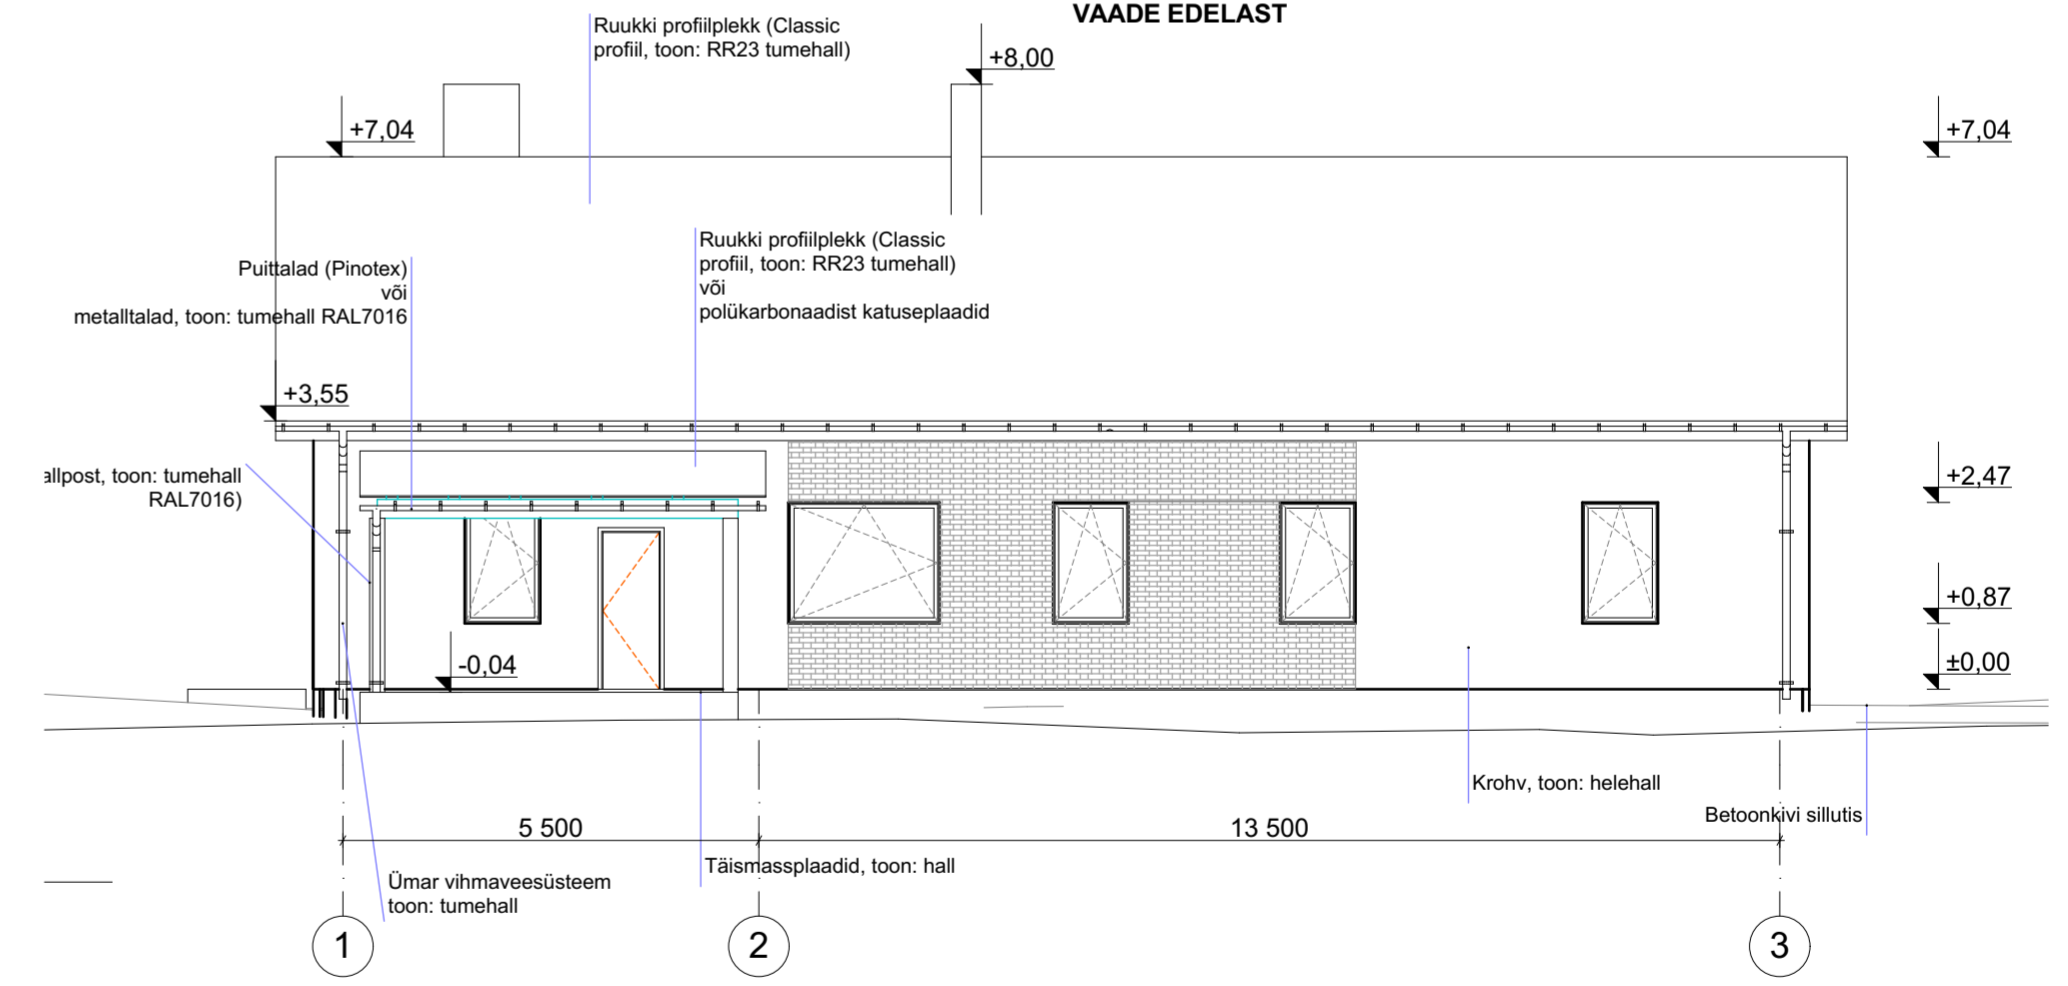 VAADE EDELAST
Ruukki profiilplekk (Classic
profiil, toon: RR23 tumehall)
+8,00
+7,04
+7,04
Ruukki profiilplekk (Classic
profiil, toon: RR23 tumehall)
või
polükarbonaadist katuseplaadid
Puittalad (Pinotex)
või
metalltalad, toon: tumehall RAL7016
+3,55
allpost, toon: tumehall
RAL7016)
+2,47
+0,87
-0,04
±0,00
Krohv, toon: helehall
Betoonkivi sillutis
5 500
13 500
Täismassplaadid, toon: hall
Ümar vihmaveesüsteem
toon: tumehall
1
2
3